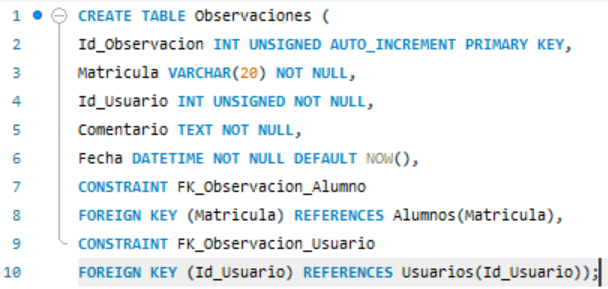 1 CREATE TABLE Observaciones (
2 Id_Observacion INT UNSIGNED AUTO_INCREMENT PRIMARY KEY,
3 Matricula VARCHAR(20) NOT NULL,
4 Id_Usuario INT UNSIGNED NOT NULL,
5 Comentario TEXT NOT NULL,
6 Fecha DATETIME NOT NULL DEFAULT NOW(),
7 CONSTRAINT FK_Observacion_Alumno
8 FOREIGN KEY (Matricula) REFERENCES Alumnos(Matricula),
9 CONSTRAINT FK_Observacion_Usuario
10 FOREIGN KEY (Id_Usuario) REFERENCES Usuarios(Id_Usuario));